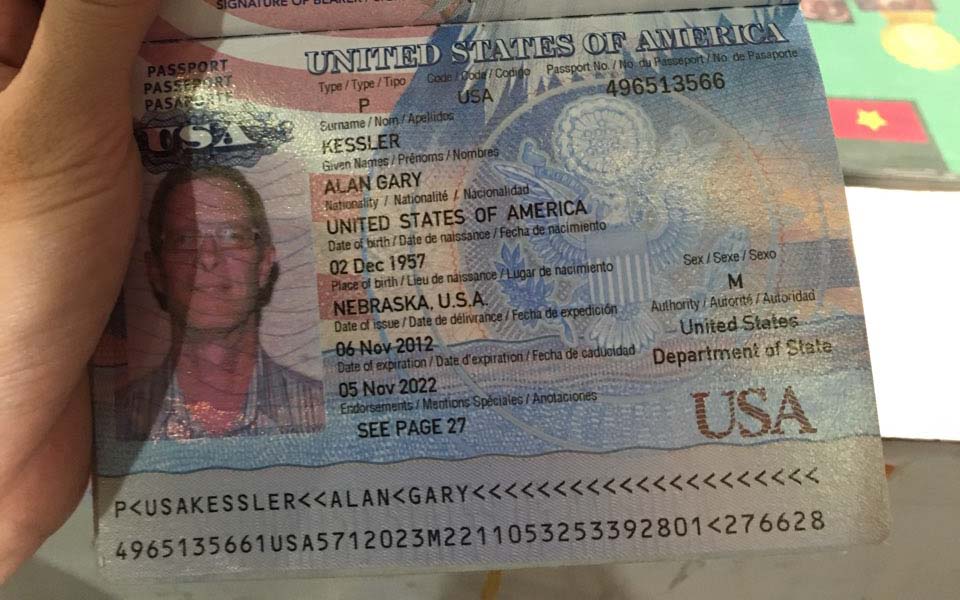 SIGNATURE OF BEARER
PASSPORT
PASSEPORT
PASAPORTE
USA
UNITED STATES OF AMERICA
Type / Type / Tipo Code / Code / Codigo Passport No. / No. du Passeport / No. de Pasaporte
P USA 496513566
Surname / Nom / Apellidos
KESSLER
Given Names / Prénoms / Nombres
ALAN GARY
Nationality / Nationalité / Nacionalidad
UNITED STATES OF AMERICA
Date of birth / Date de naissance / Fecha de nacimiento
02 Dec 1957
Place of birth / Lieu de naissance / Lugar de nacimiento Sex / Sexe / Sexo
NEBRASKA, U.S.A. M
Date of issue / Date de délivrance / Fecha de expedición Authority / Autorité / Autoridad
06 Nov 2012 United States
Date of expiration / Date d'expiration / Fecha de caducidad Department of State
05 Nov 2022
Endorsements / Mentions Spéciales / Anotaciones
SEE PAGE 27
USA
P<USAKESSLER<<ALAN<GARY<<<<<<<<<<<<<<<<<<<<<
4965135661USA5712023M2211053253392801<276628